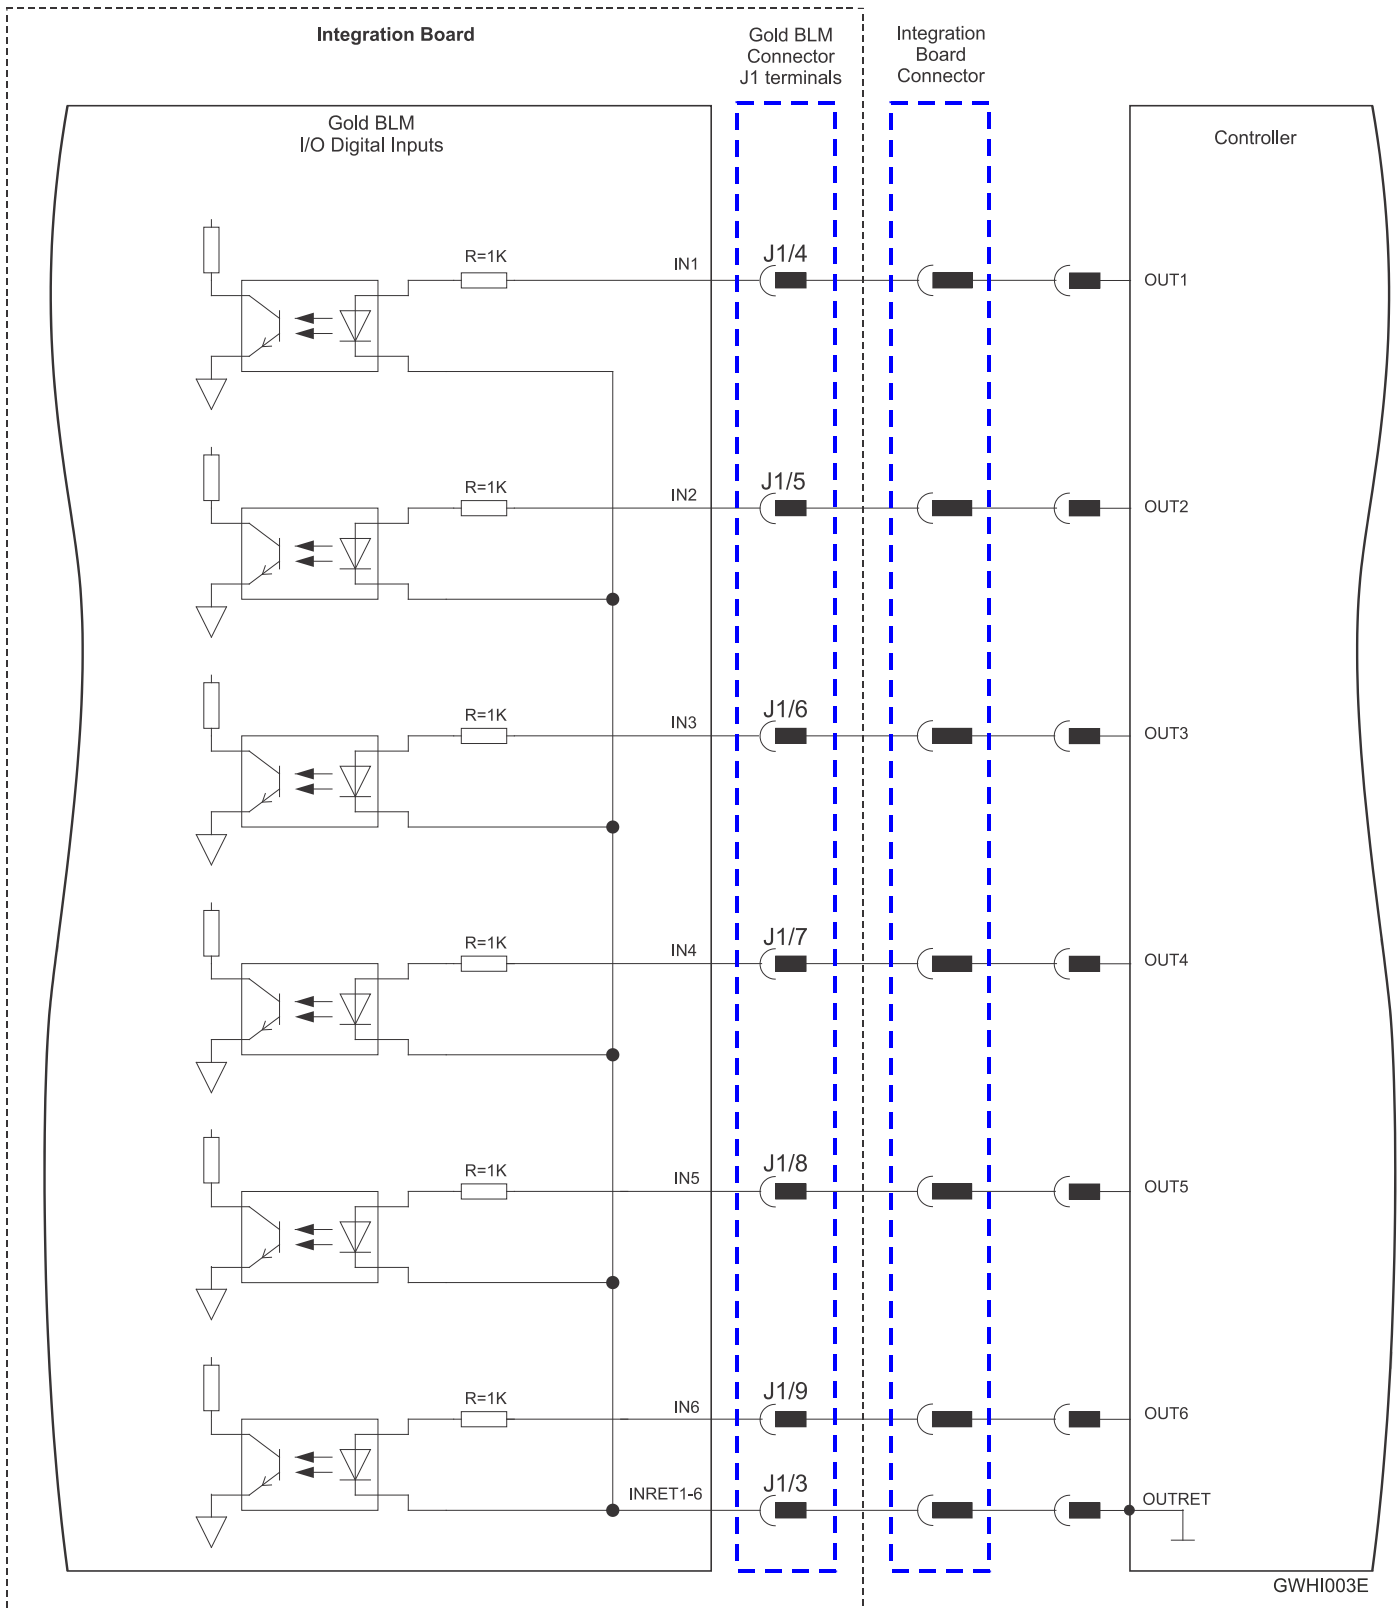 Integration Board
Gold BLM
Connector
J1 terminals
Integration
Board
Connector
Gold BLM
I/O Digital Inputs
Controller
R=1K
IN1
J1/4
OUT1
R=1K
IN2
J1/5
OUT2
R=1K
IN3
J1/6
OUT3
R=1K
IN4
J1/7
OUT4
R=1K
IN5
J1/8
OUT5
R=1K
IN6
J1/9
OUT6
INRET1-6
J1/3
OUTRET
GWHI003E